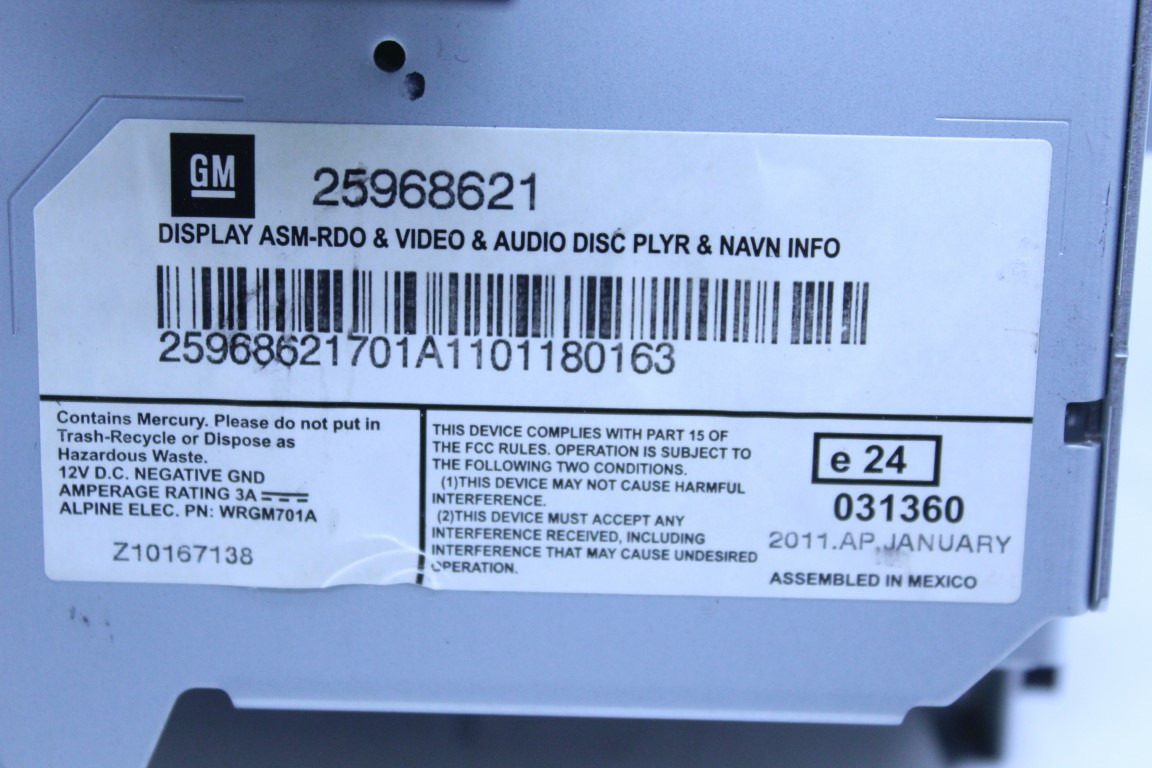 GM
25968621
DISPLAY ASM-RDO & VIDEO & AUDIO DISC PLYR & NAVN INFO
25968621701A1101180163
Contains Mercury. Please do not put in
Trash-Recycle or Dispose as
Hazardous Waste.
12V D.C. NEGATIVE GND
AMPERAGE RATING 3A
ALPINE ELEC. PN: WRGM701A
Z10167138
THIS DEVICE COMPLIES WITH PART 15 OF
THE FCC RULES. OPERATION IS SUBJECT TO
THE FOLLOWING TWO CONDITIONS.
(1)THIS DEVICE MAY NOT CAUSE HARMFUL
INTERFERENCE.
(2)THIS DEVICE MUST ACCEPT ANY
INTERFERENCE RECEIVED, INCLUDING
INTERFERENCE THAT MAY CAUSE UNDESIRED
OPERATION.
e 24
031360
2011.AP.JANUARY
ASSEMBLED IN MEXICO